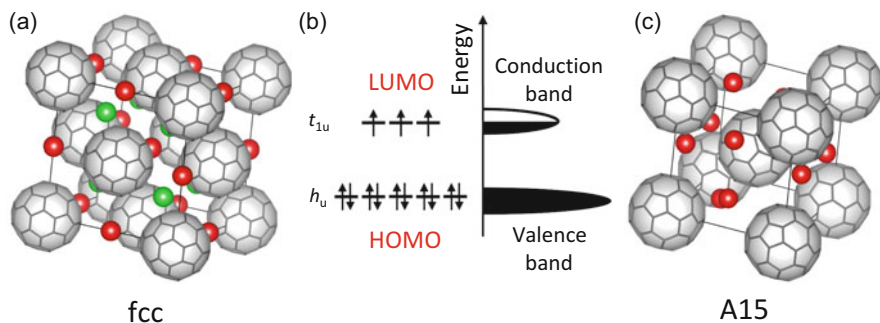 (a)
fcc
(b)
Energy
LUMO
Conduction
band
t1u
hu
HOMO
Valence
band
(c)
A15